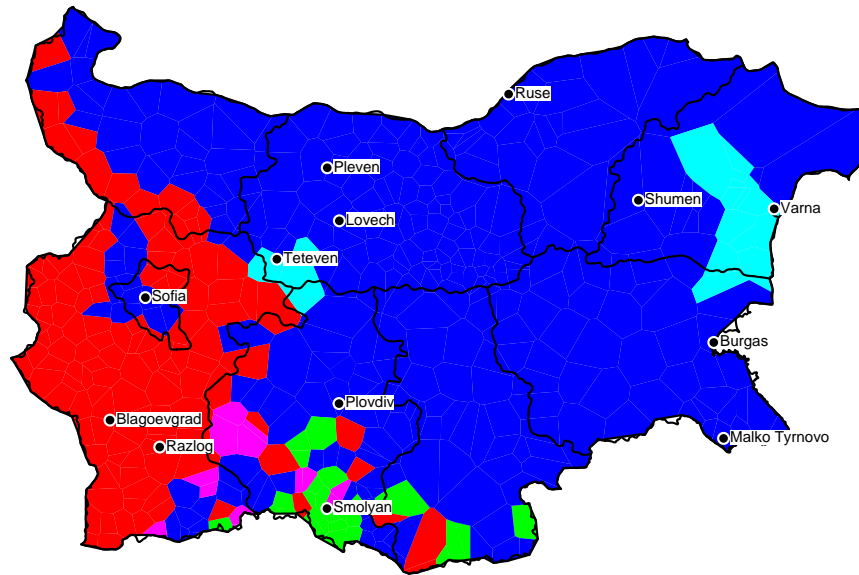 Ruse
Pleven
Shumen
Varna
Lovech
Teteven
Sofia
Burgas
Plovdiv
Blagoevgrad
Malko Tyrnovo
Razlog
Smolyan